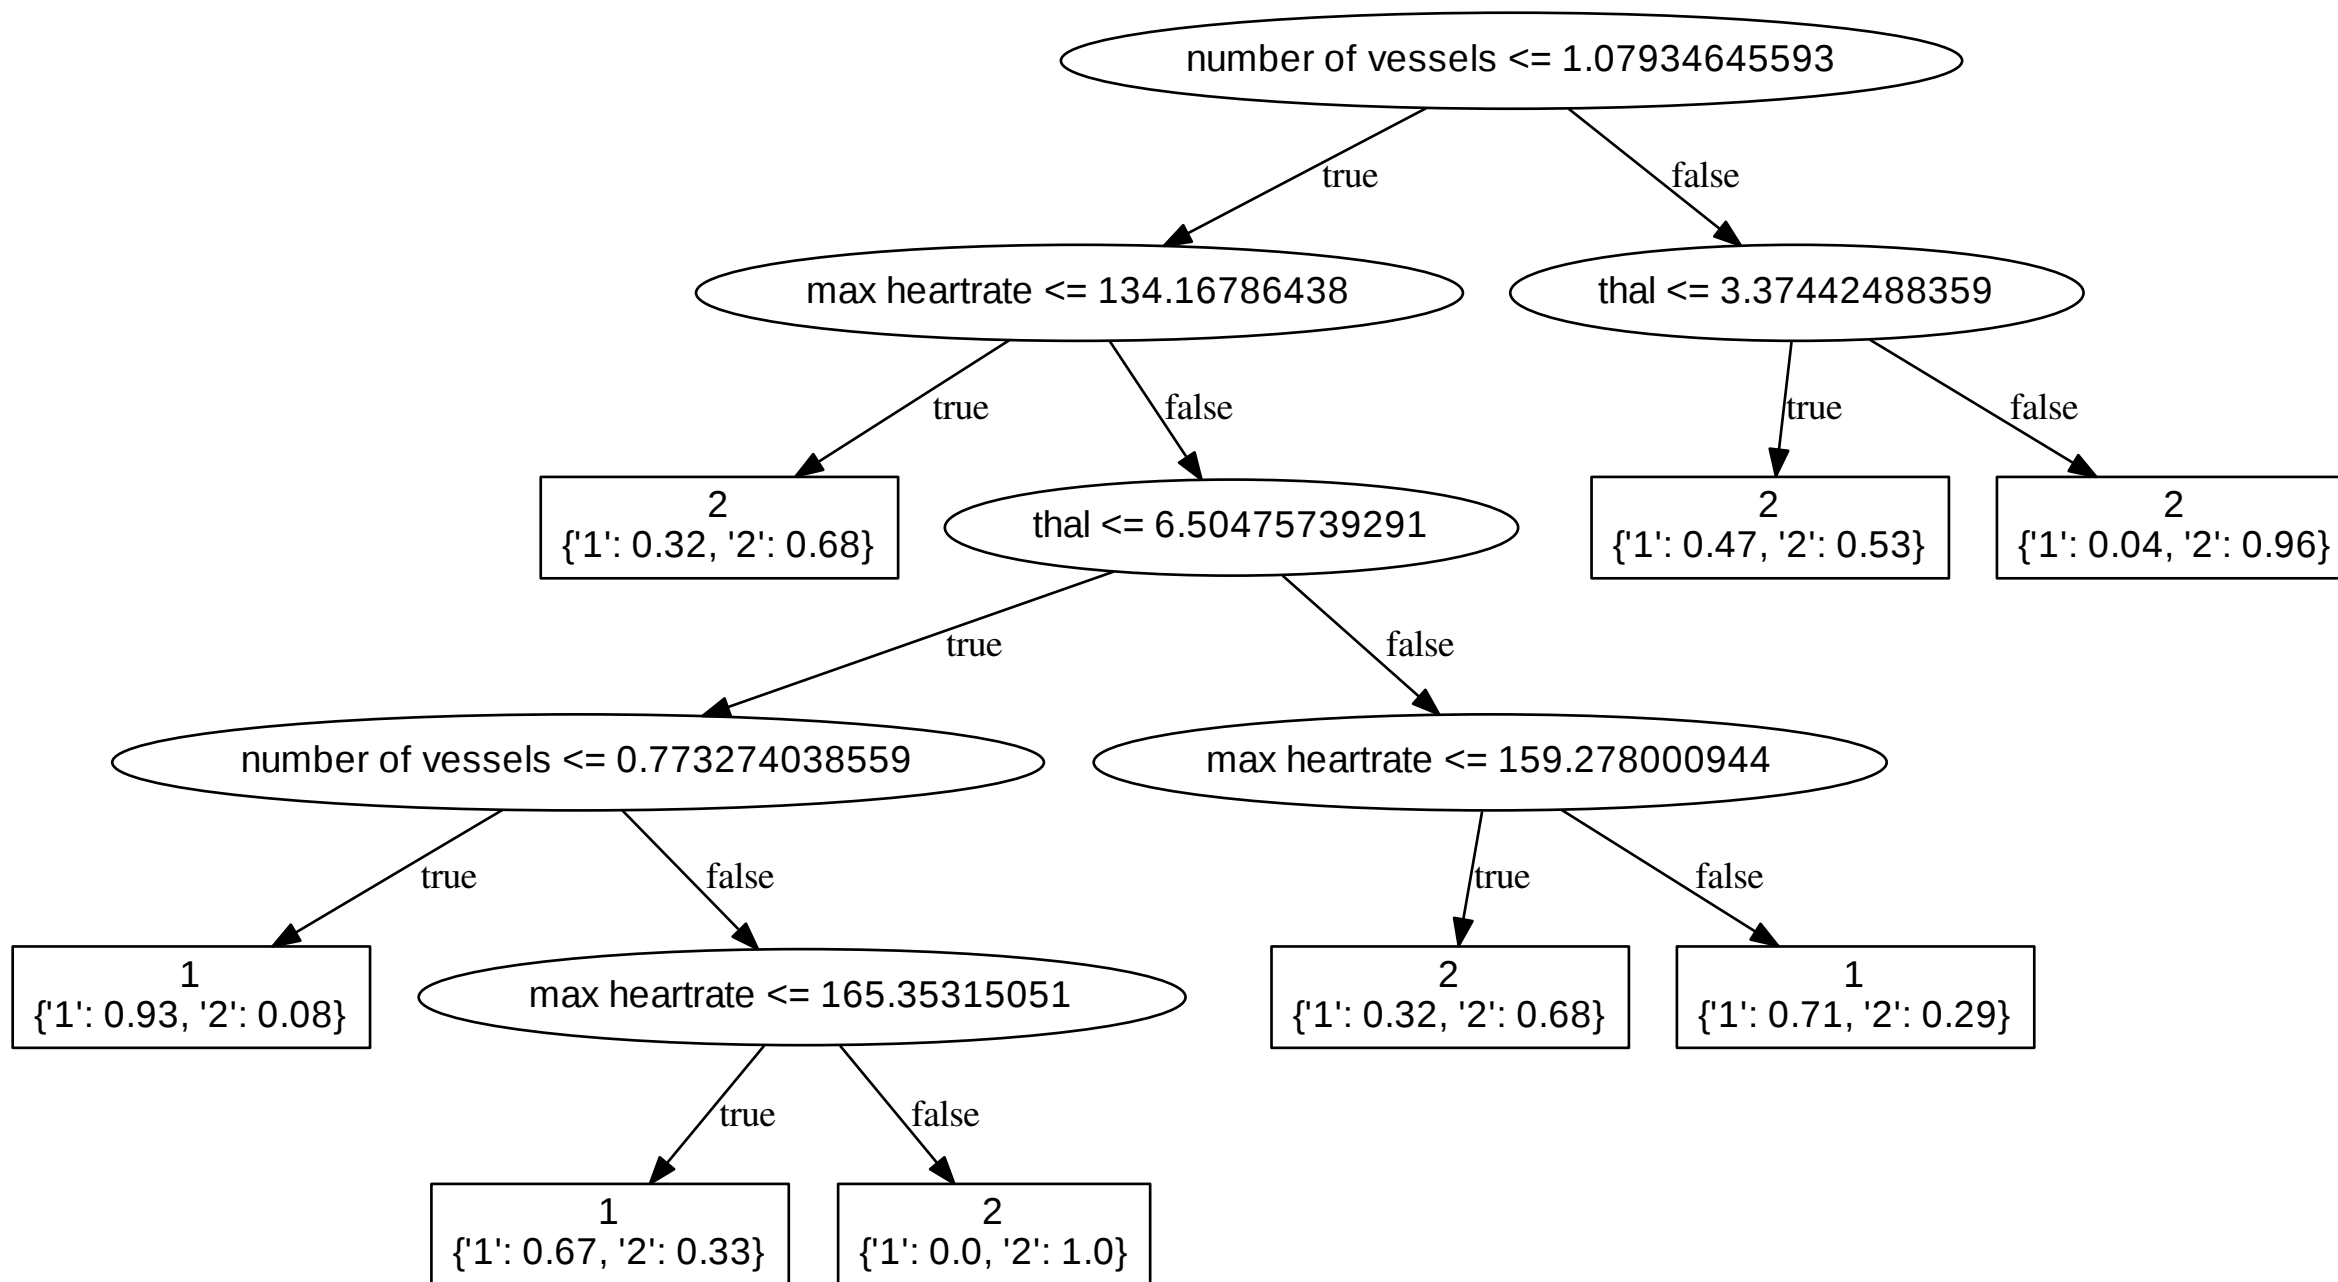 number of vessels <= 1.07934645593
true
false
max heartrate <= 134.16786438
thal <= 3.37442488359
true
false
true
false
2
{'1': 0.32, '2': 0.68}
thal <= 6.50475739291
2
{'1': 0.47, '2': 0.53}
2
{'1': 0.04, '2': 0.96}
true
false
number of vessels <= 0.773274038559
max heartrate <= 159.278000944
true
false
true
false
1
{'1': 0.93, '2': 0.08}
max heartrate <= 165.35315051
2
{'1': 0.32, '2': 0.68}
1
{'1': 0.71, '2': 0.29}
true
false
1
{'1': 0.67, '2': 0.33}
2
{'1': 0.0, '2': 1.0}